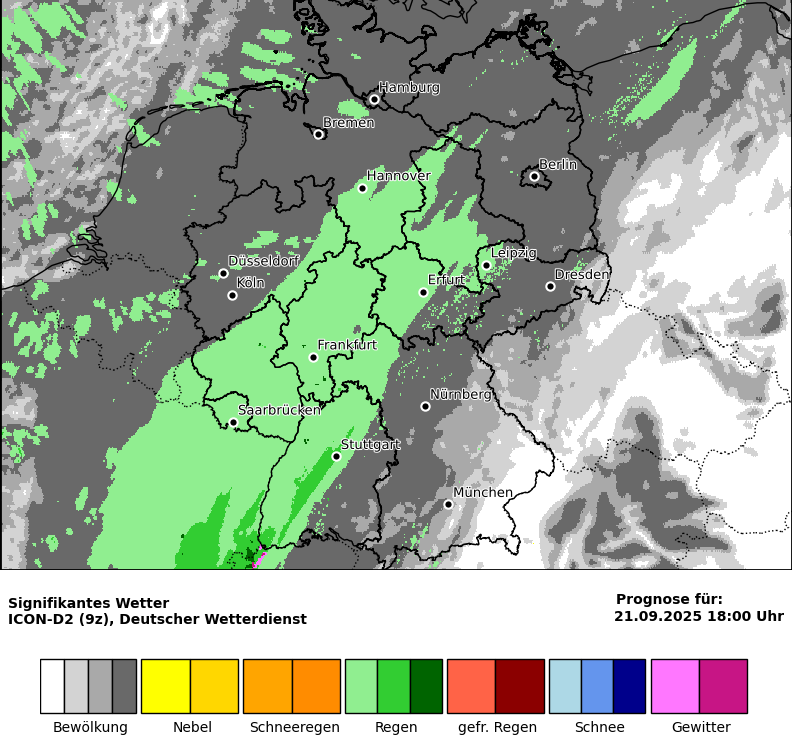 Hamburg
Bremen
Berlin
Hannover
Leipzig
Düsseldorf
Dresden
Köln
Erfurt
Frankfurt
Nürnberg
Saarbrücken
Stuttgart
München
Signifikantes Wetter
ICON-D2 (9z), Deutscher Wetterdienst
Prognose für:
21.09.2025 18:00 Uhr
Bewölkung
Nebel
Schneeregen
Regen
gefr. Regen
Schnee
Gewitter